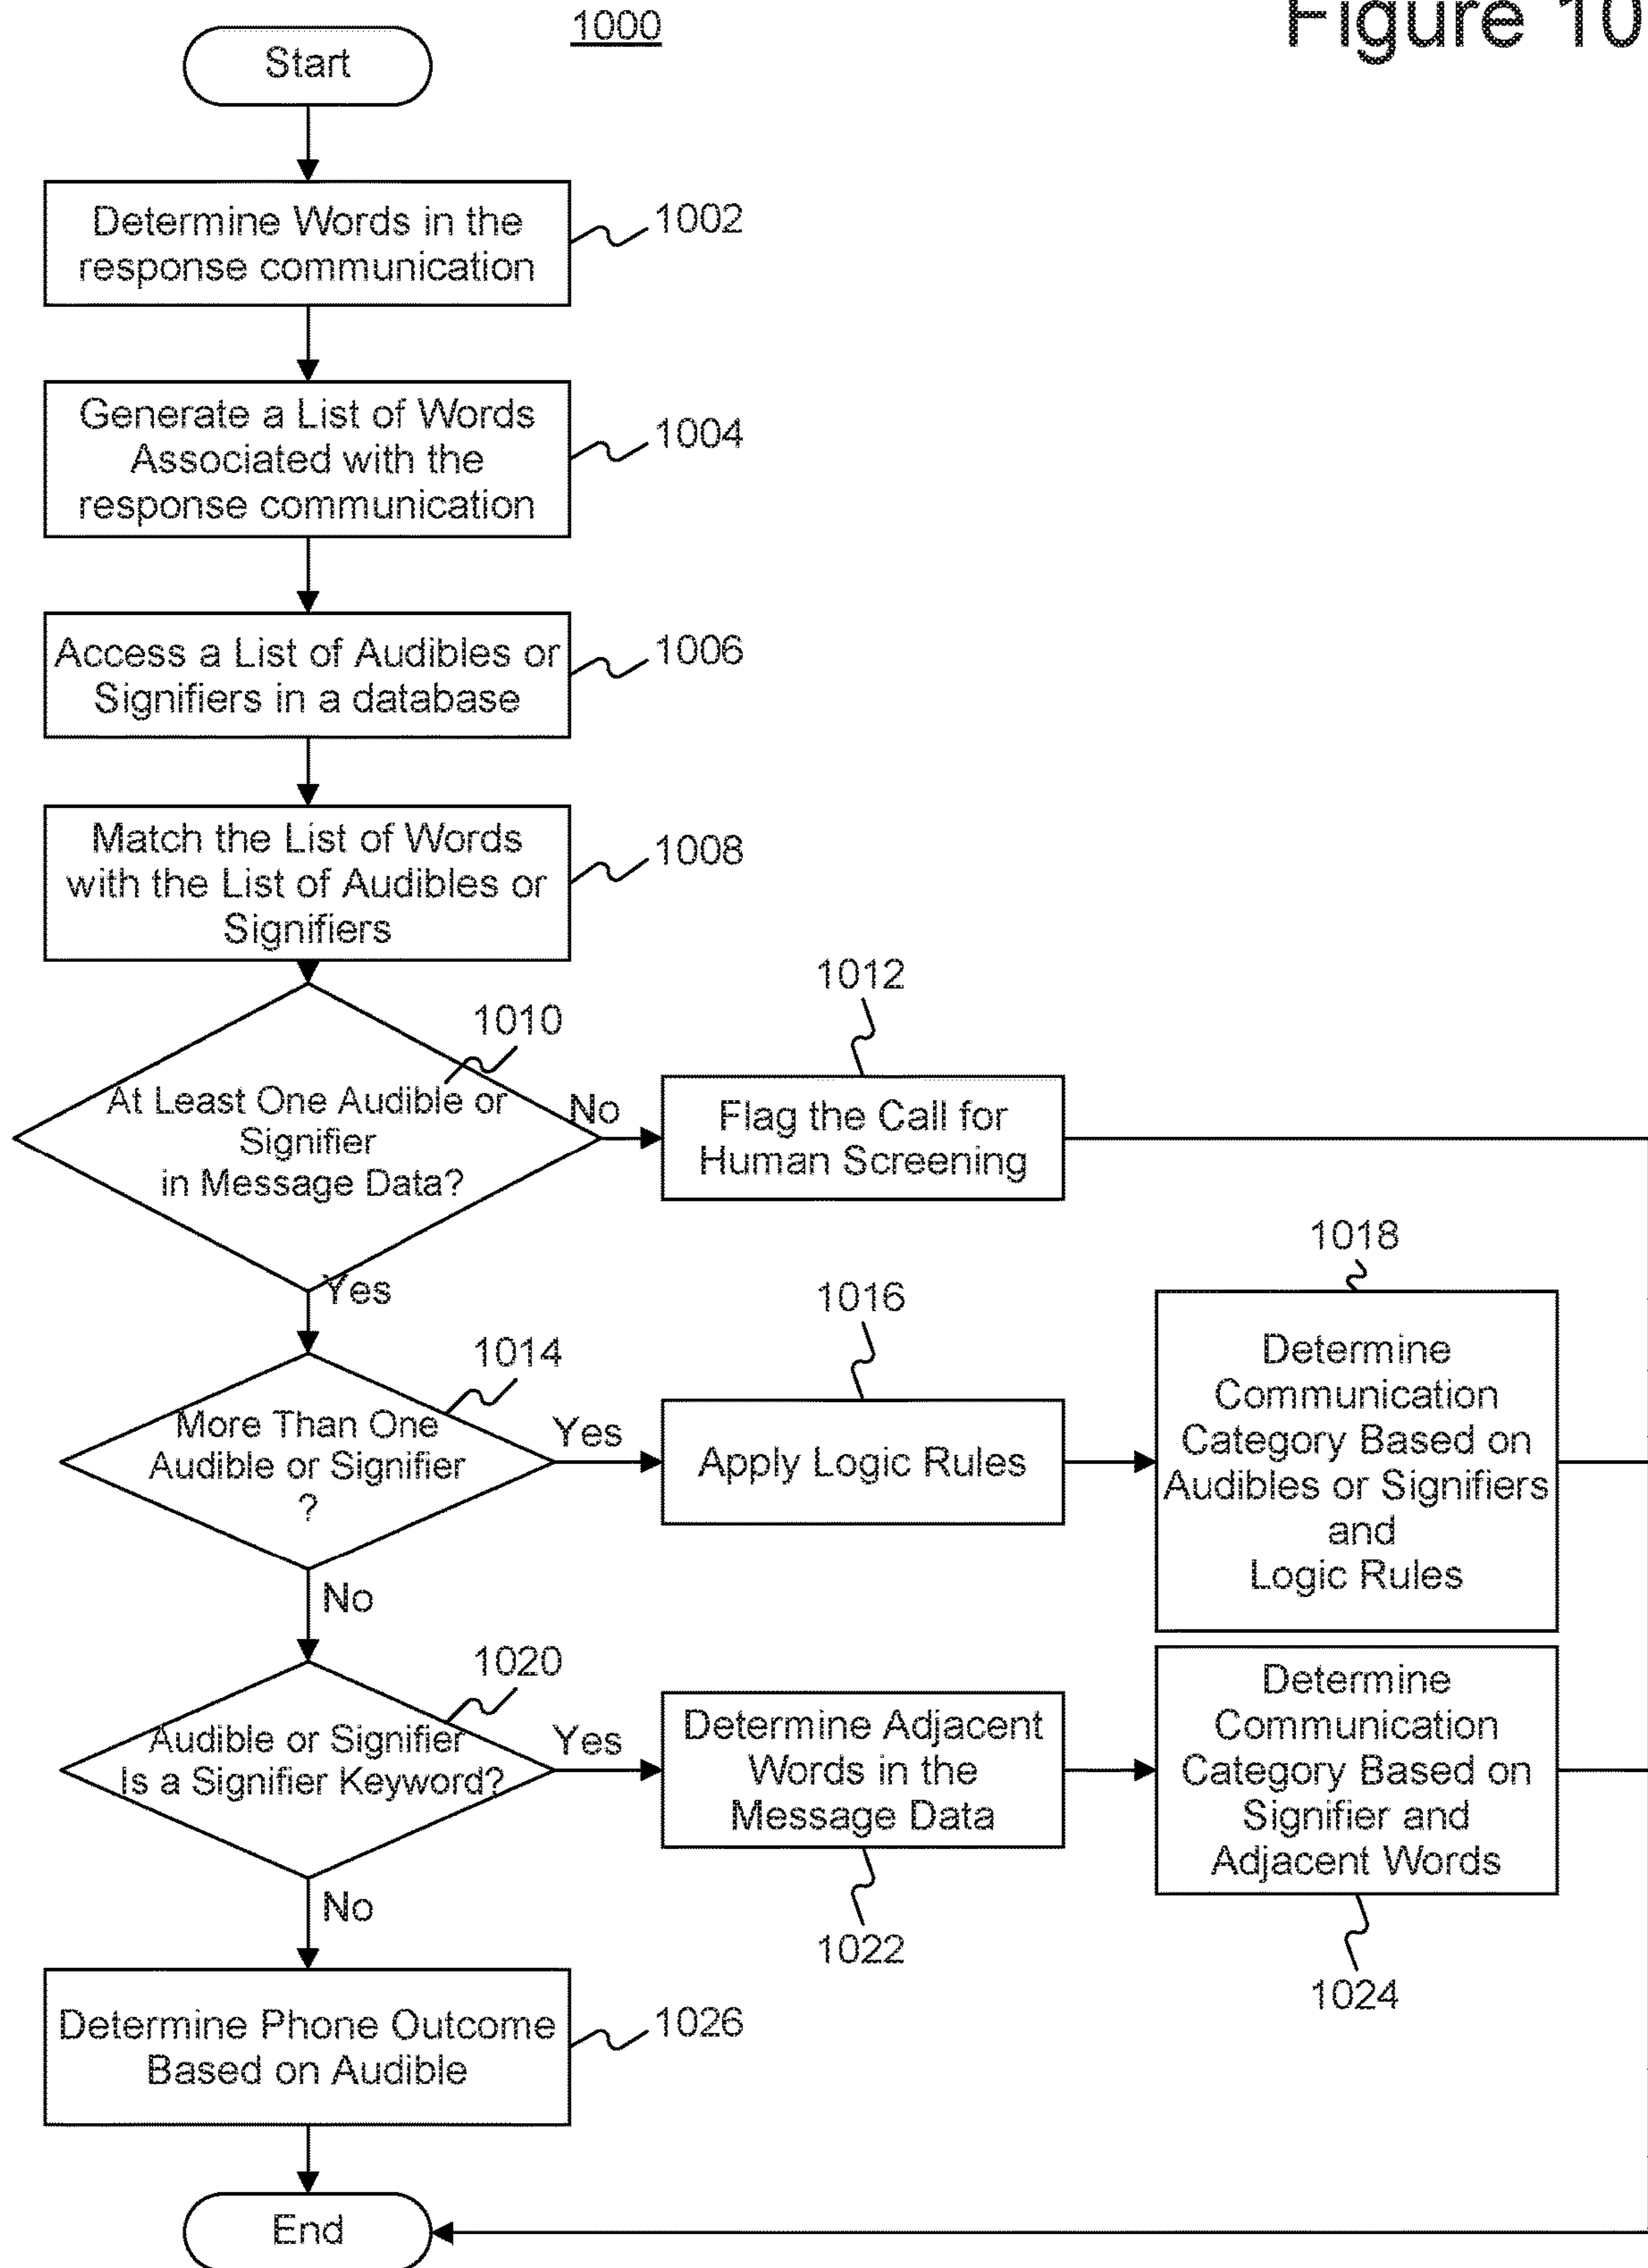 1000
Figure 10
Start
Determine Words in the
response communication
1002
Generate a List of Words
Associated with the
response communication
1004
Access a List of Audibles or
Signifiers in a database
1006
Match the List of Words
with the List of Audibles or
Signifiers
1008
1010
At Least One Audible or
Signifier
in Message Data?
No
Yes
1012
Flag the Call for
Human Screening
1014
More Than One
Audible or Signifier
?
Yes
No
1016
Apply Logic Rules
1018
Determine
Communication
Category Based on
Audibles or Signifiers
and
Logic Rules
1020
Audible or Signifier
Is a Signifier Keyword?
Yes
No
Determine Adjacent
Words in the
Message Data
1022
Determine
Communication
Category Based on
Signifier and
Adjacent Words
1024
Determine Phone Outcome
Based on Audible
1026
End